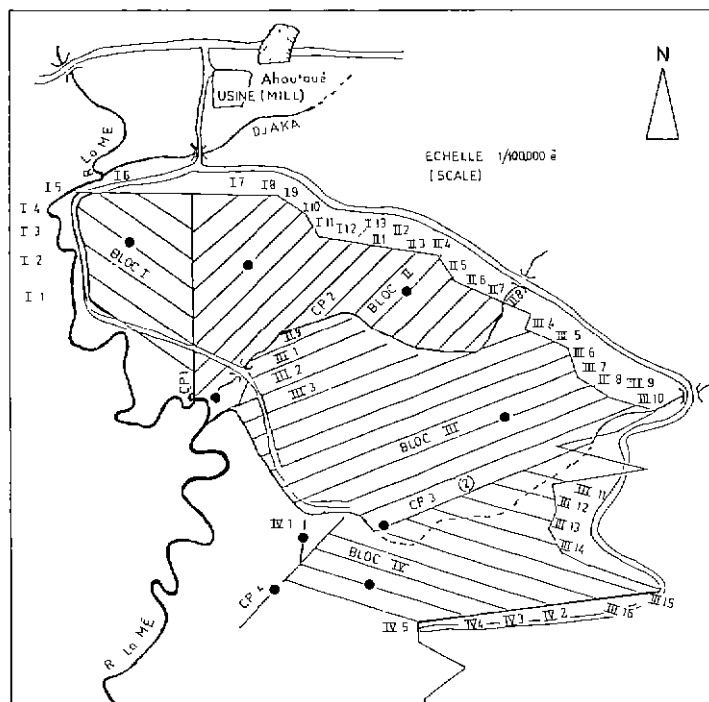 N
Ahou'oué
USINE (MILL)
DJAKA
R La MÉ
ECHELLE 1/100,000 è
(SCALE)
I 6
I 5
I 7
I 8
I 9
I 4
I 10
I 3
I 11
I 12
I 13
II 1
II 2
II 3
II 4
I 2
II 5
II 6
II 7
II 8
I 1
BLOC I
CP 2
BLOC II
II 9
III 1
III 2
III 3
III 4
III 5
III 6
III 7
III 8
III 9
III 10
CP 1
BLOC III
CP 3 (2)
III 11
III 12
III 13
III 14
IV 1
BLOC IV
CP 4
III 15
R La MÉ
IV 5
IV 4
IV 3
IV 2
III 16